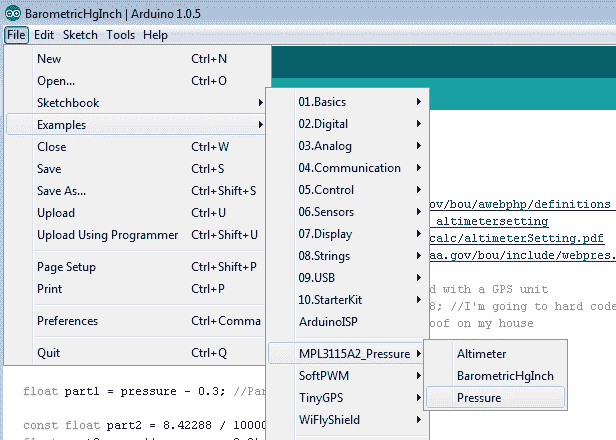 BarometricHgInch | Arduino 1.0.5
File Edit Sketch Tools Help
New Ctrl+N
Open... Ctrl+O
Sketchbook
Examples
Close Ctrl+W
Save Ctrl+S
Save As... Ctrl+Shift+S
Upload Ctrl+U
Upload Using Programmer Ctrl+Shift+U
Page Setup Ctrl+Shift+P
Print Ctrl+P
Preferences Ctrl+Comma
Quit Ctrl+Q
01.Basics
02.Digital
03.Analog
04.Communication
05.Control
06.Sensors
07.Display
08.Strings
09.USB
10.StarterKit
ArduinoISP
MPL3115A2_Pressure
SoftPWM
TinyGPS
WiFlyShield
Altimeter
BarometricHgInch
Pressure
ov/bou/awebphp/definitions_
altimetersetting
calc/altimeterSetting.pdf
aa.gov/bou/include/webpres.
d with a GPS unit
8; //I'm going to hard code
oof on my house
float part1 = pressure - 0.3; //Par
const float part2 = 8.42288 / 10000